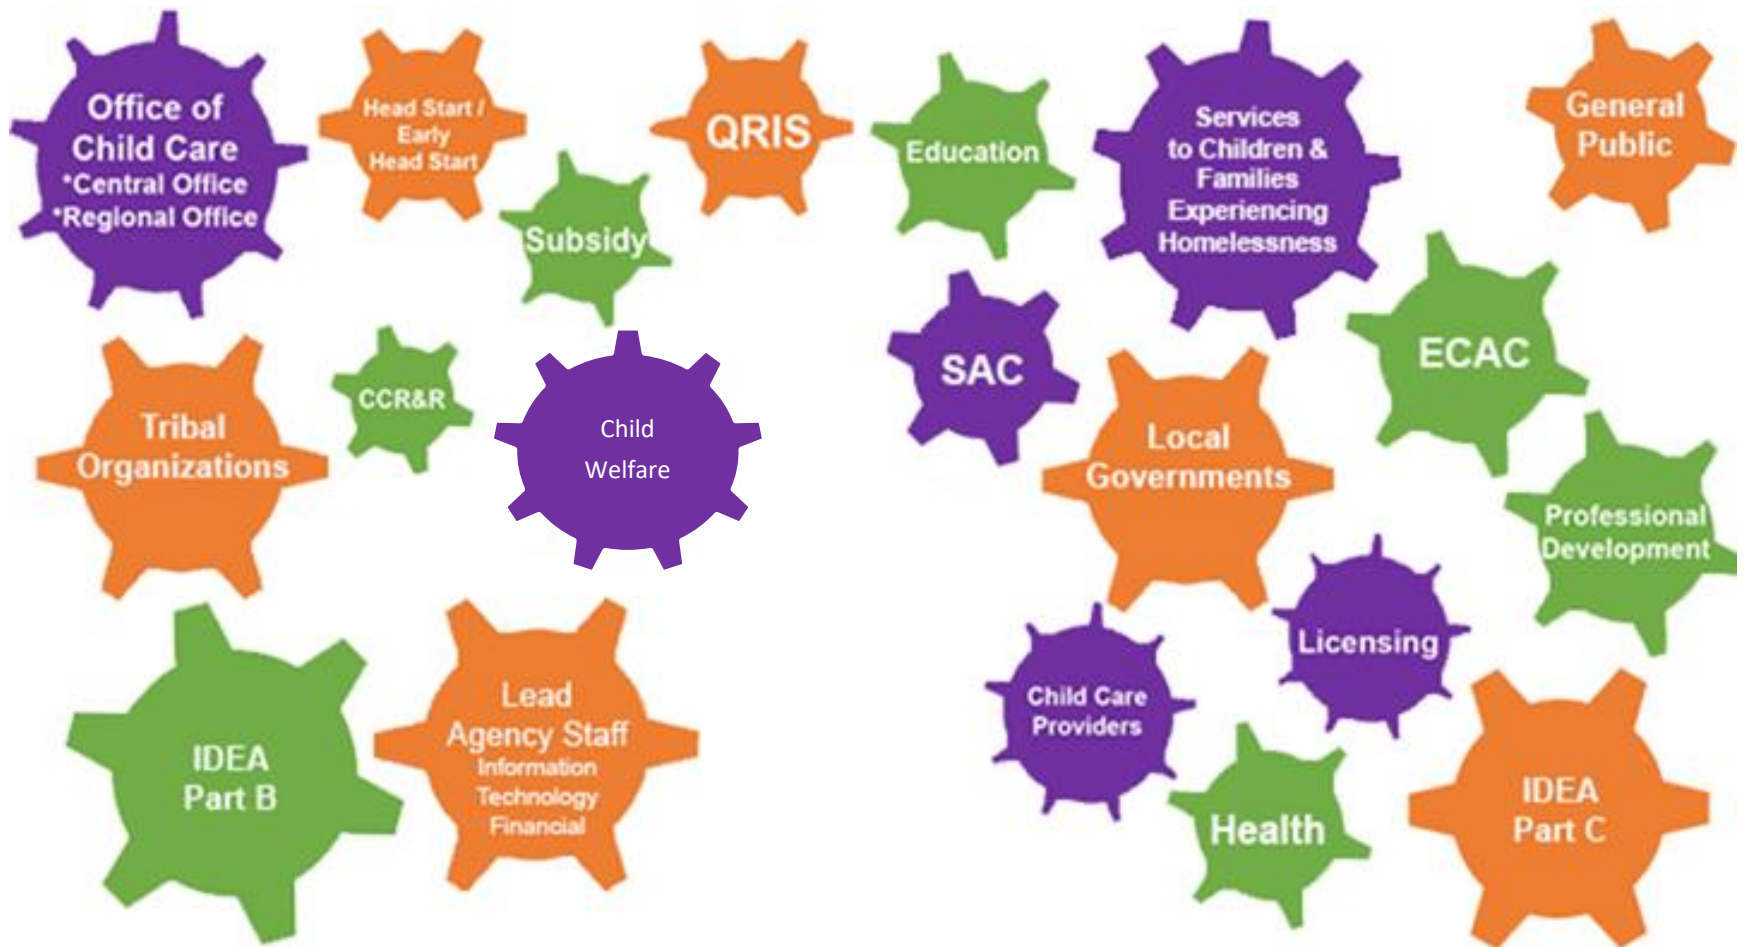 Office of
Child Care
*Central Office
*Regional Office
Head Start /
Early
Head Start
Subsidy
QRIS
Education
Services
to Children &
Families
Experiencing
Homelessness
General
Public
Tribal
Organizations
CCR&R
Child
Welfare
SAC
Local
Governments
ECAC
Professional
Development
IDEA
Part B
Lead
Agency Staff
Information
Technology
Financial
Child Care
Providers
Licensing
Health
IDEA
Part C